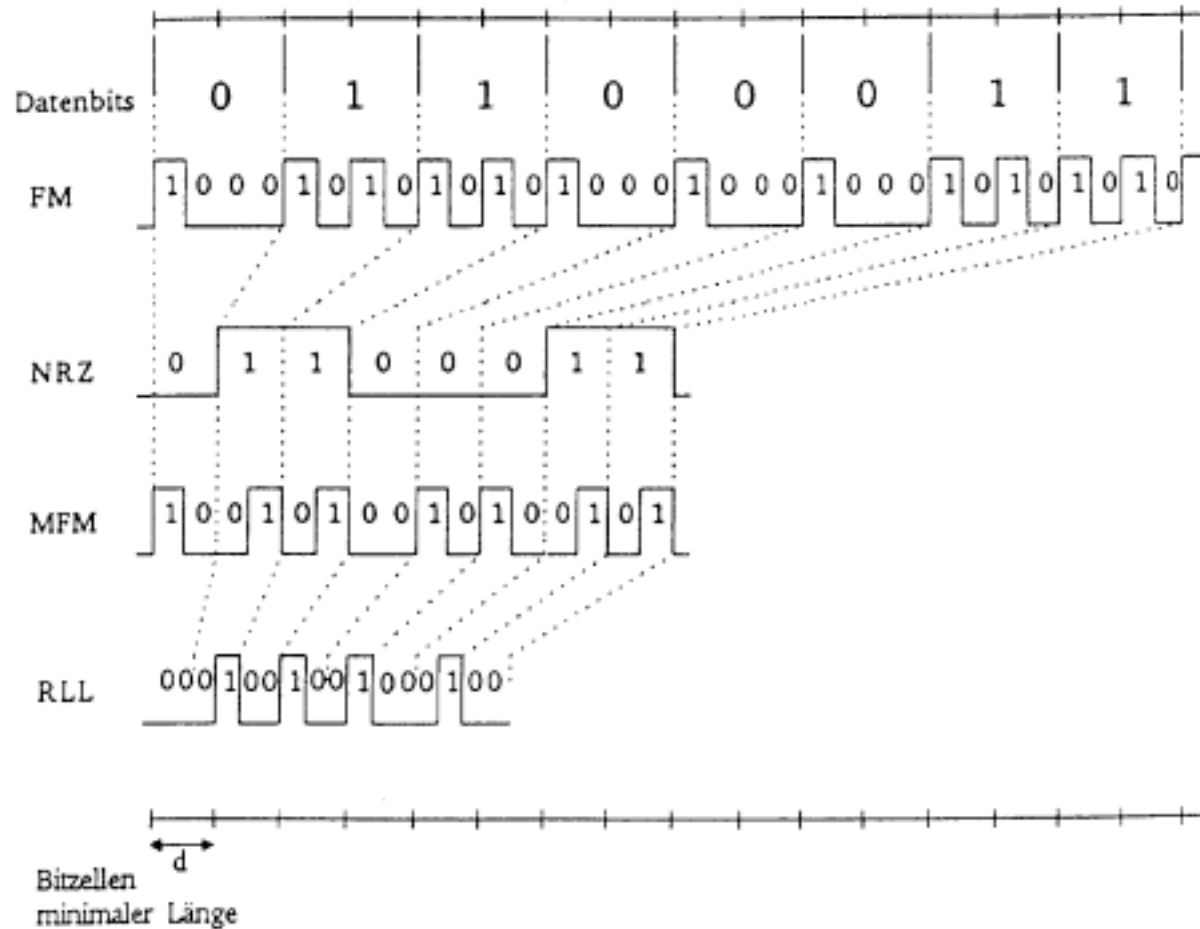 Datenbits 0 1 1 0 0 0 1 1
FM 1 0 0 0 1 0 1 0 1 0 1 0 1 0 0 0 1 0 0 0 1 0 0 0 1 0 1 0 1 0 1 0
NRZ 0 1 1 0 0 0 1 1
MFM 1 0 0 1 0 1 0 0 1 0 1 0 0 1 0 1
RLL 0 0 0 1 0 0 1 0 0 1 0 0 0 1 0 0
d
Bitzellen
minimaler Länge